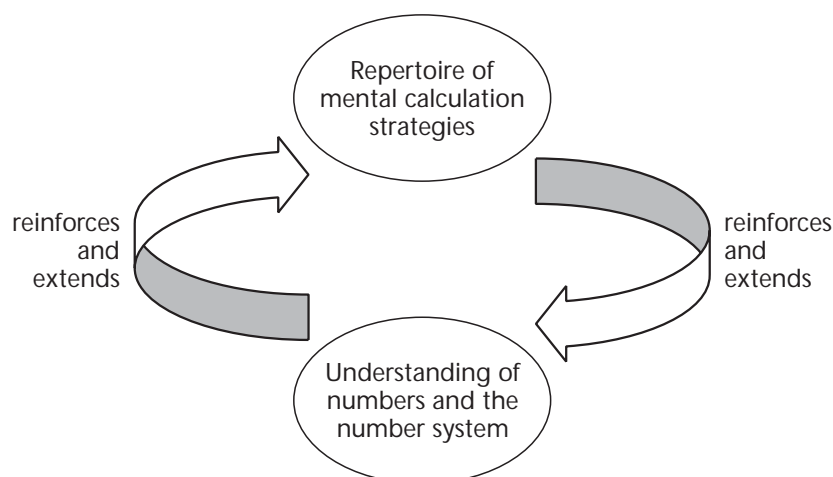 Repertoire of
mental calculation
strategies
reinforces
and
extends
reinforces
and
extends
Understanding of
numbers and the
number system